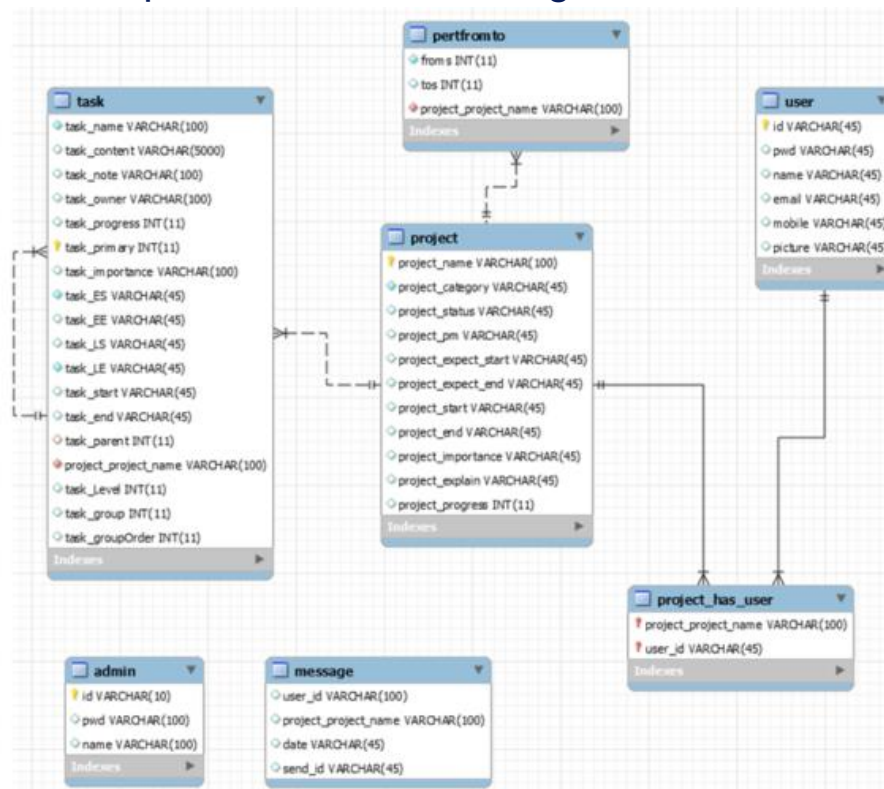 pertfromto
froms INT(11)
tos INT(11)
project_project_name VARCHAR(100)
Indexes
task
task_name VARCHAR(100)
task_content VARCHAR(5000)
task_note VARCHAR(100)
task_owner VARCHAR(100)
task_progress INT(11)
task_primary INT(11)
task_importance VARCHAR(100)
task_ES VARCHAR(45)
task_EE VARCHAR(45)
task_LS VARCHAR(45)
task_LE VARCHAR(45)
task_start VARCHAR(45)
task_end VARCHAR(45)
task_parent INT(11)
project_project_name VARCHAR(100)
task_Level INT(11)
task_group INT(11)
task_groupOrder INT(11)
Indexes
user
id VARCHAR(45)
pwd VARCHAR(45)
name VARCHAR(45)
email VARCHAR(45)
mobile VARCHAR(45)
picture VARCHAR(45)
Indexes
project
project_name VARCHAR(100)
project_category VARCHAR(45)
project_status VARCHAR(45)
project_pm VARCHAR(45)
project_expect_start VARCHAR(45)
project_expect_end VARCHAR(45)
project_start VARCHAR(45)
project_end VARCHAR(45)
project_importance VARCHAR(45)
project_explain VARCHAR(45)
project_progress INT(11)
Indexes
project_has_user
project_project_name VARCHAR(100)
user_id VARCHAR(45)
Indexes
admin
id VARCHAR(10)
pwd VARCHAR(100)
name VARCHAR(100)
Indexes
message
user_id VARCHAR(100)
project_project_name VARCHAR(100)
date VARCHAR(45)
send_id VARCHAR(45)